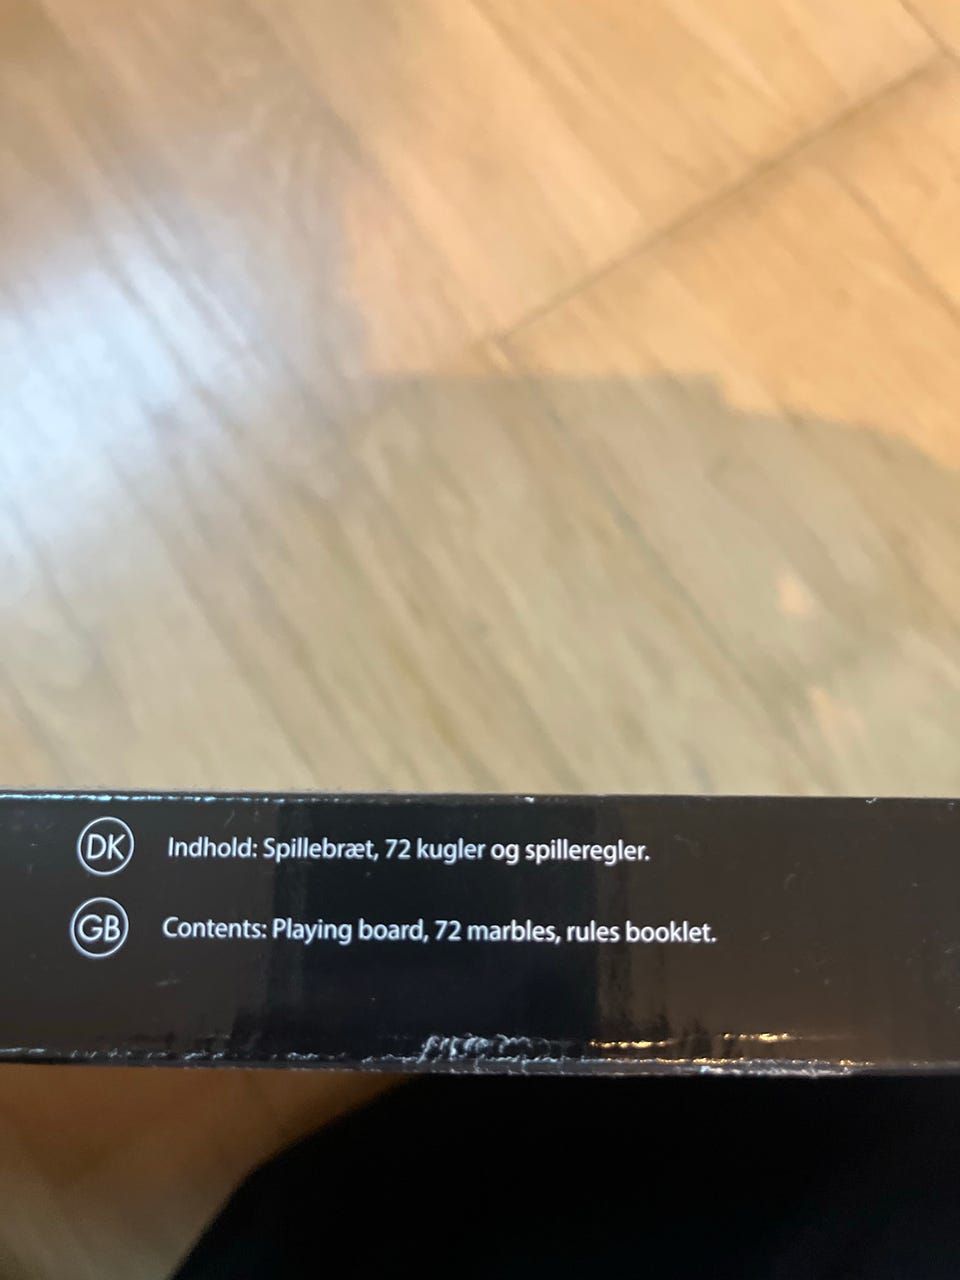 DK Indhold: Spillebræt, 72 kugler og spilleregler.
GB Contents: Playing board, 72 marbles, rules booklet.